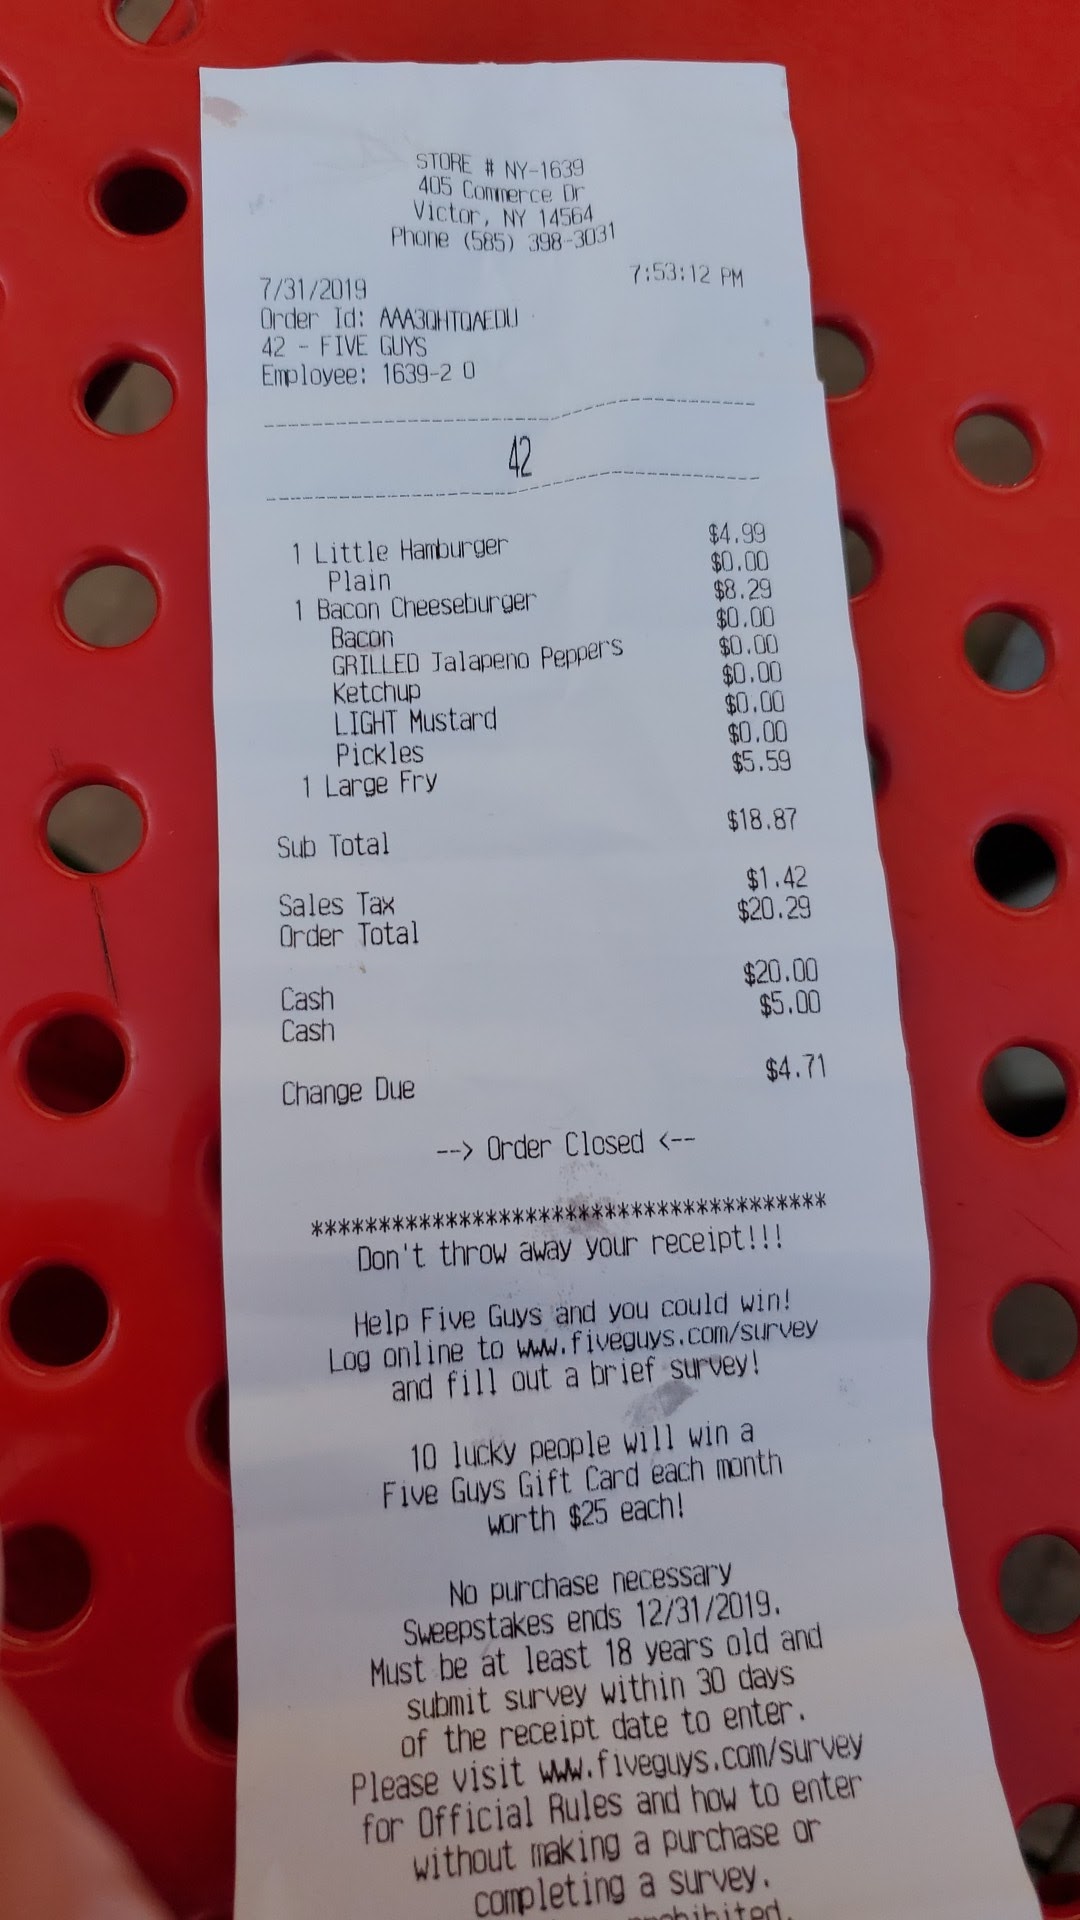 STORE # NY-1639
405 Commerce Dr
Victor, NY 14564
Phone (585) 398-3031
7/31/2019 7:53:12 PM
Order Id: AAA3QHTQAEDU
42 - FIVE GUYS
Employee: 1639-2 0
42
1 Little Hamburger $4.99
Plain $0.00
1 Bacon Cheeseburger $8.29
Bacon $0.00
GRILLED Jalapeno Peppers $0.00
Ketchup $0.00
LIGHT Mustard $0.00
Pickles $0.00
1 Large Fry $5.59
Sub Total $18.87
Sales Tax $1.42
Order Total $20.29
Cash $20.00
Cash $5.00
Change Due $4.71
--> Order Closed <--
***************************************
Don't throw away your receipt!!!
Help Five Guys and you could win!
Log online to www.fiveguys.com/survey
and fill out a brief survey!
10 lucky people will win a
Five Guys Gift Card each month
worth $25 each!
No purchase necessary
Sweepstakes ends 12/31/2019.
Must be at least 18 years old and
submit survey within 30 days
of the receipt date to enter.
Please visit www.fiveguys.com/survey
for Official Rules and how to enter
without making a purchase or
completing a survey.
prohibited.